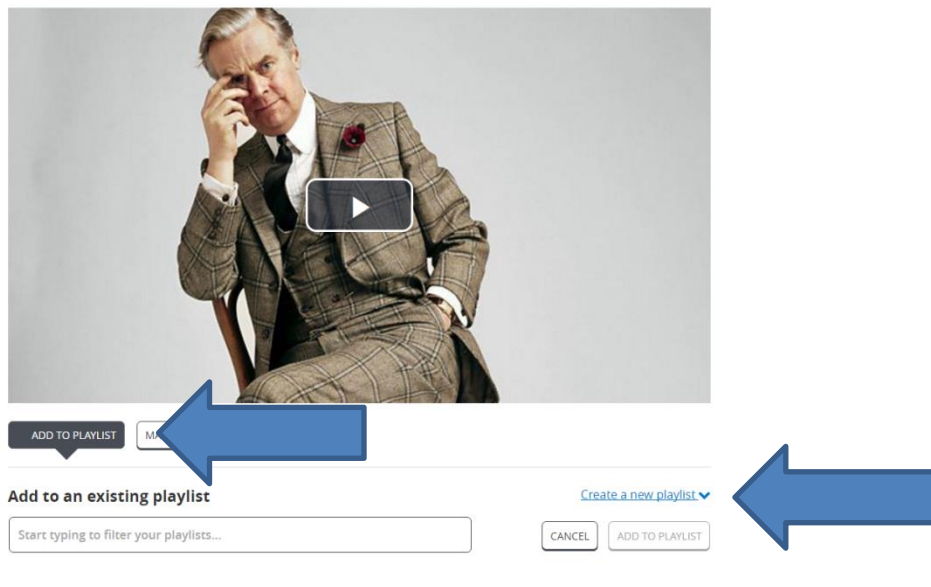 ADD TO PLAYLIST
Add to an existing playlist
Create a new playlist
Start typing to filter your playlists...
CANCEL
ADD TO PLAYLIST